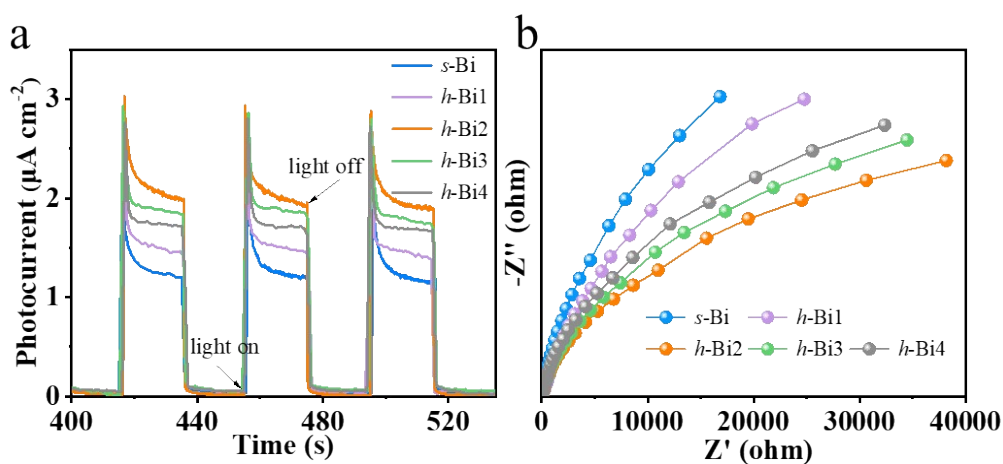 a
Photocurrent (μA cm-2)
3
2
1
0
400
440
480
520
Time (s)
s-Bi
h-Bi1
h-Bi2
h-Bi3
h-Bi4
light off
light on
b
-Z'' (ohm)
0
10000
20000
30000
40000
Z' (ohm)
s-Bi
h-Bi1
h-Bi2
h-Bi3
h-Bi4